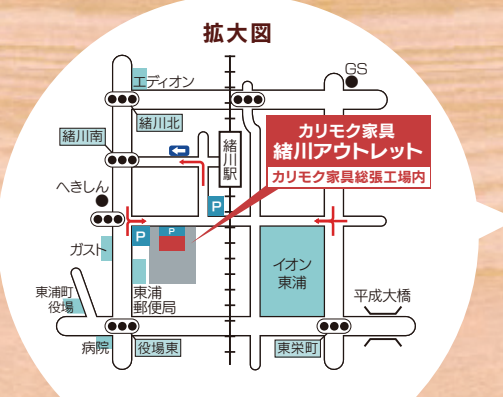 拡大図
エディオン
GS
緒川北
緒川南
緒川駅
カリモク家具
緒川アウトレット
カリモク家具総張工場内
へきしん
P
P
P
ガスト
イオン
東浦
東浦町
役場
東浦
郵便局
平成大橋
病院
役場東
東栄町